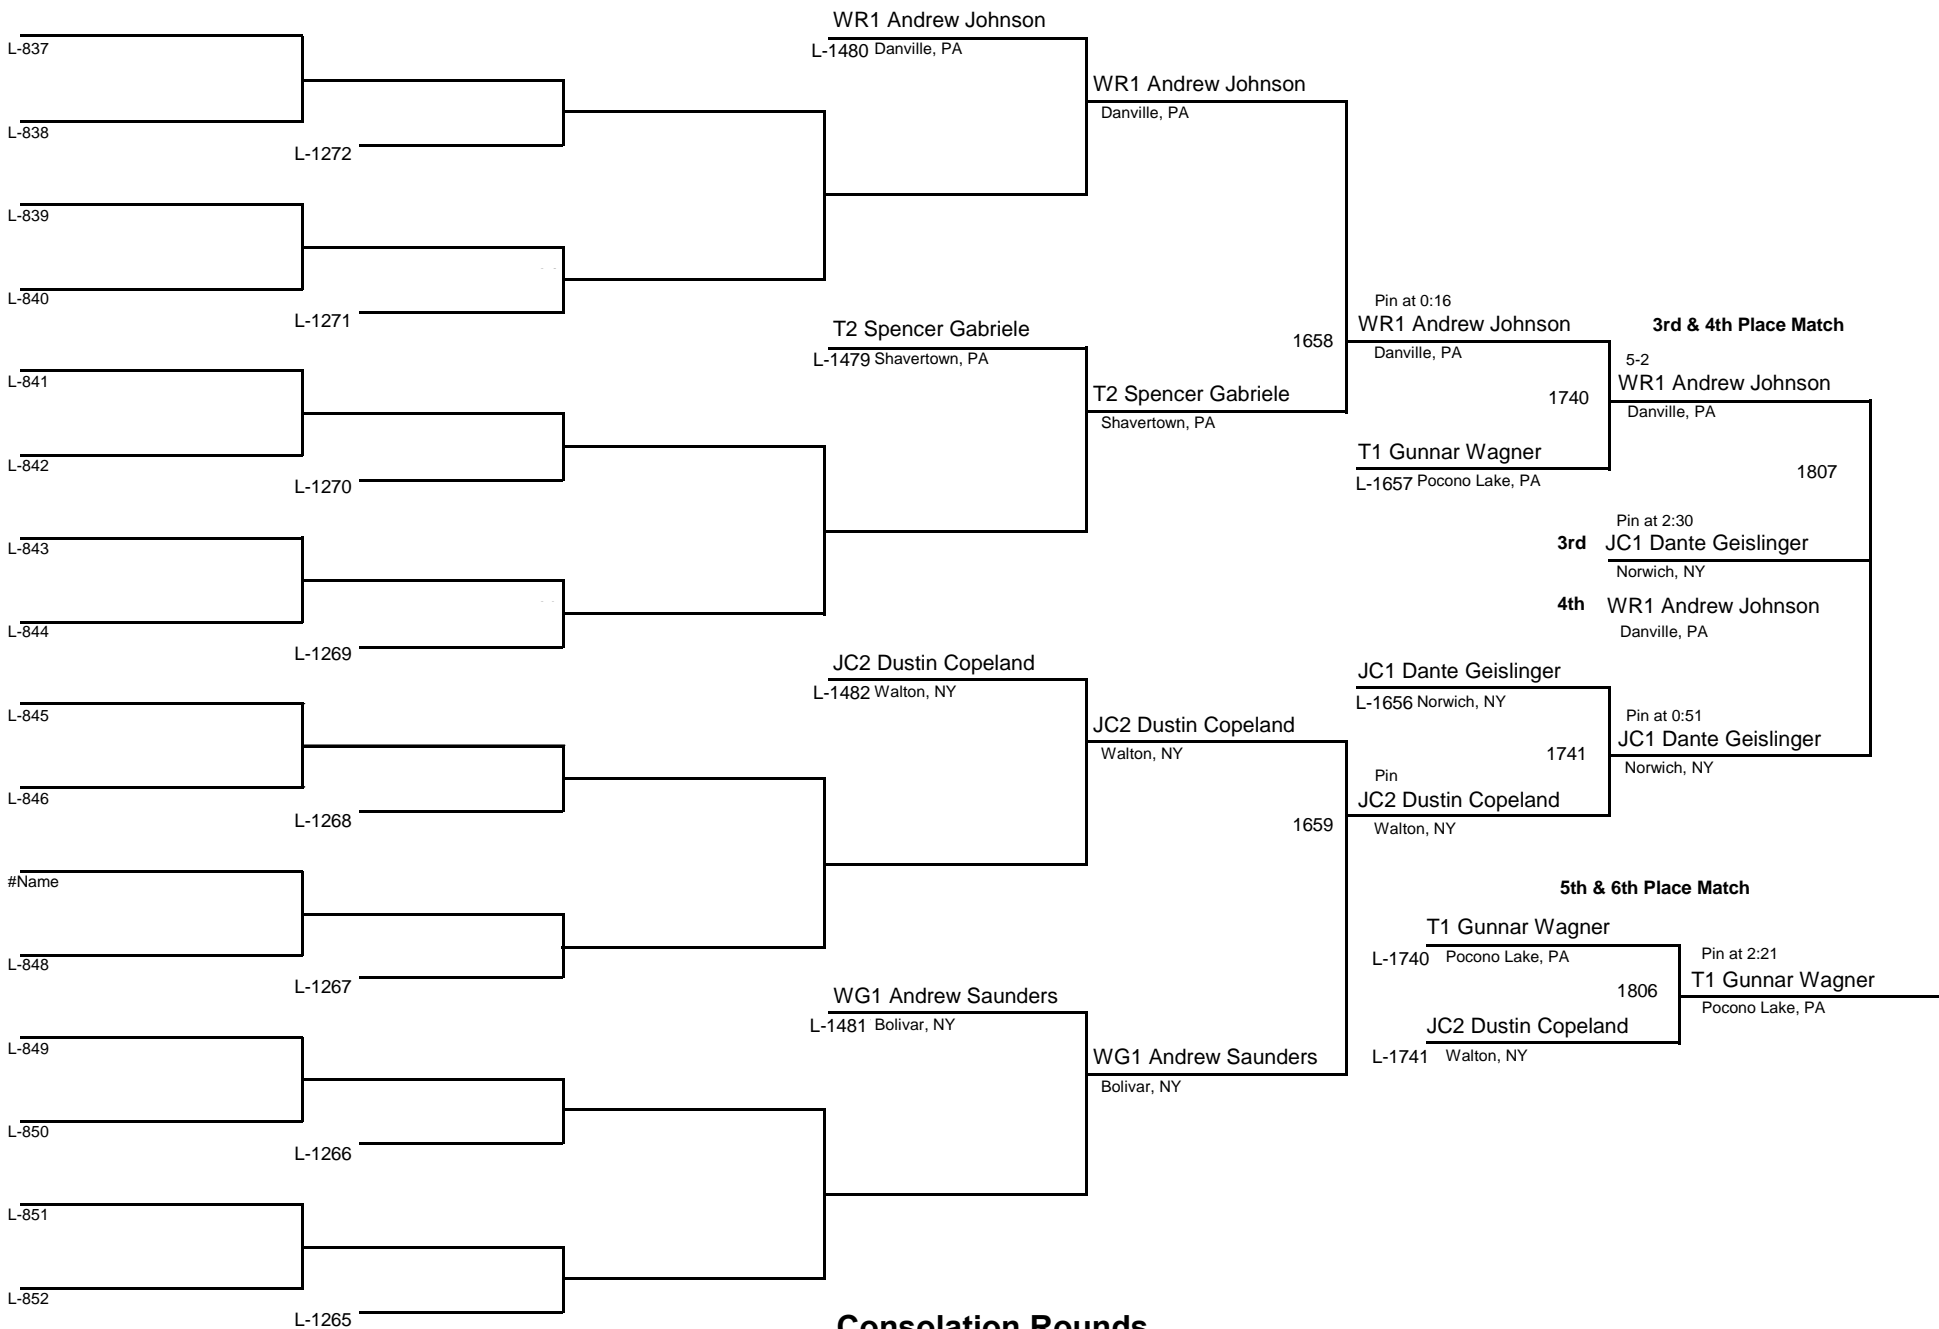 L-837
L-838
L-1272
L-839
L-840
L-1271
L-841
L-842
L-1270
L-843
L-844
L-1269
L-845
L-846
L-1268
#Name
L-848
L-1267
L-849
L-850
L-1266
L-851
L-852
L-1265
WR1 Andrew Johnson
L-1480 Danville, PA
T2 Spencer Gabriele
L-1479 Shavertown, PA
JC2 Dustin Copeland
L-1482 Walton, NY
WG1 Andrew Saunders
L-1481 Bolivar, NY
WR1 Andrew Johnson
Danville, PA
1658
T2 Spencer Gabriele
Shavertown, PA
JC2 Dustin Copeland
Walton, NY
1659
WG1 Andrew Saunders
Bolivar, NY
Pin at 0:16
WR1 Andrew Johnson
Danville, PA
1740
T1 Gunnar Wagner
L-1657 Pocono Lake, PA
3rd & 4th Place Match
5-2
WR1 Andrew Johnson
Danville, PA
1807
Pin at 2:30
3rd JC1 Dante Geislinger
Norwich, NY
4th WR1 Andrew Johnson
Danville, PA
JC1 Dante Geislinger
L-1656 Norwich, NY
1741
Pin at 0:51
JC1 Dante Geislinger
Norwich, NY
Pin
JC2 Dustin Copeland
Walton, NY
5th & 6th Place Match
T1 Gunnar Wagner
L-1740 Pocono Lake, PA
1806
JC2 Dustin Copeland
L-1741 Walton, NY
Pin at 2:21
T1 Gunnar Wagner
Pocono Lake, PA
Consolation Rounds